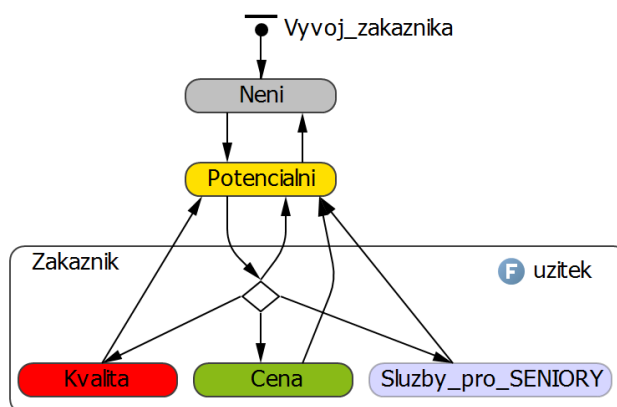 Vyvoj_zakaznika
Neni
Potencialni
Zakaznik
F uzitek
Kvalita
Cena
Sluzby_pro_SENIORY